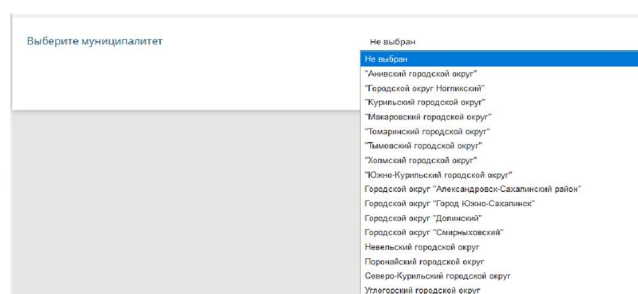 Выберите муниципалитет
Не выбран
Не выбран
"Анивский городской округ"
"Городской округ Ногликский"
"Курильский городской округ"
"Макаровский городской округ"
"Томаринский городской округ"
"Тымовский городской округ"
"Холмский городской округ"
"Южно-Курильский городской округ"
Городской округ "Александровск-Сахалинский район"
Городской округ "Город Южно-Сахалинск"
Городской округ "Долинский"
Городской округ "Смирныховский"
Невельский городской округ
Поронайский городской округ
Северо-Курильский городской округ
Углегорский городской округ